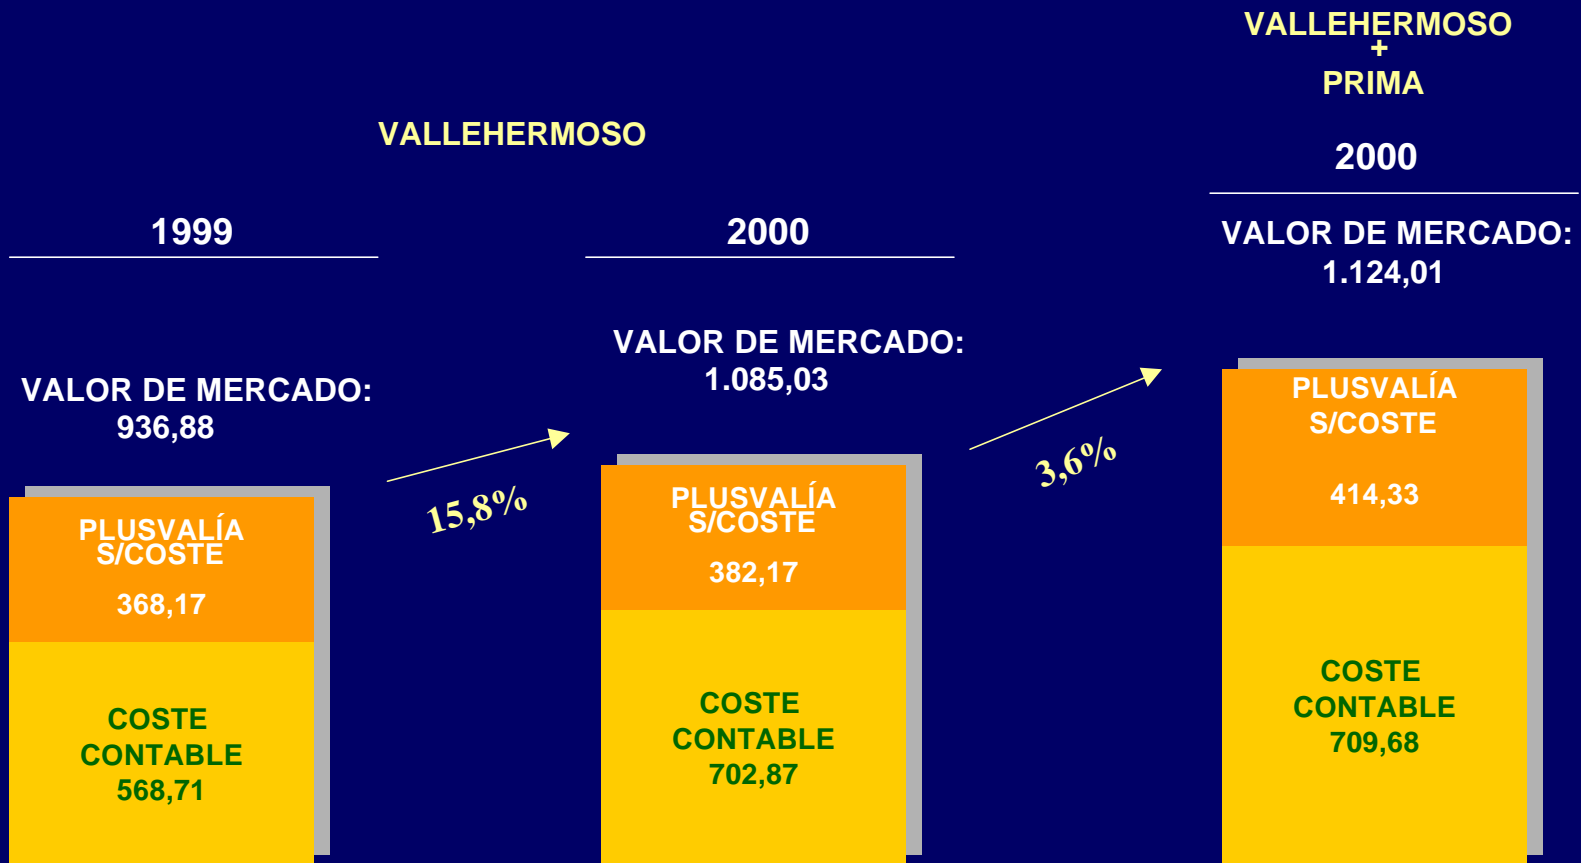 VALLEHERMOSO
1999
VALOR DE MERCADO:
936,88
PLUSVALÍA
S/COSTE
368,17
COSTE
CONTABLE
568,71
15,8%
2000
VALOR DE MERCADO:
1.085,03
PLUSVALÍA
S/COSTE
382,17
COSTE
CONTABLE
702,87
3,6%
VALLEHERMOSO
+
PRIMA
2000
VALOR DE MERCADO:
1.124,01
PLUSVALÍA
S/COSTE
414,33
COSTE
CONTABLE
709,68